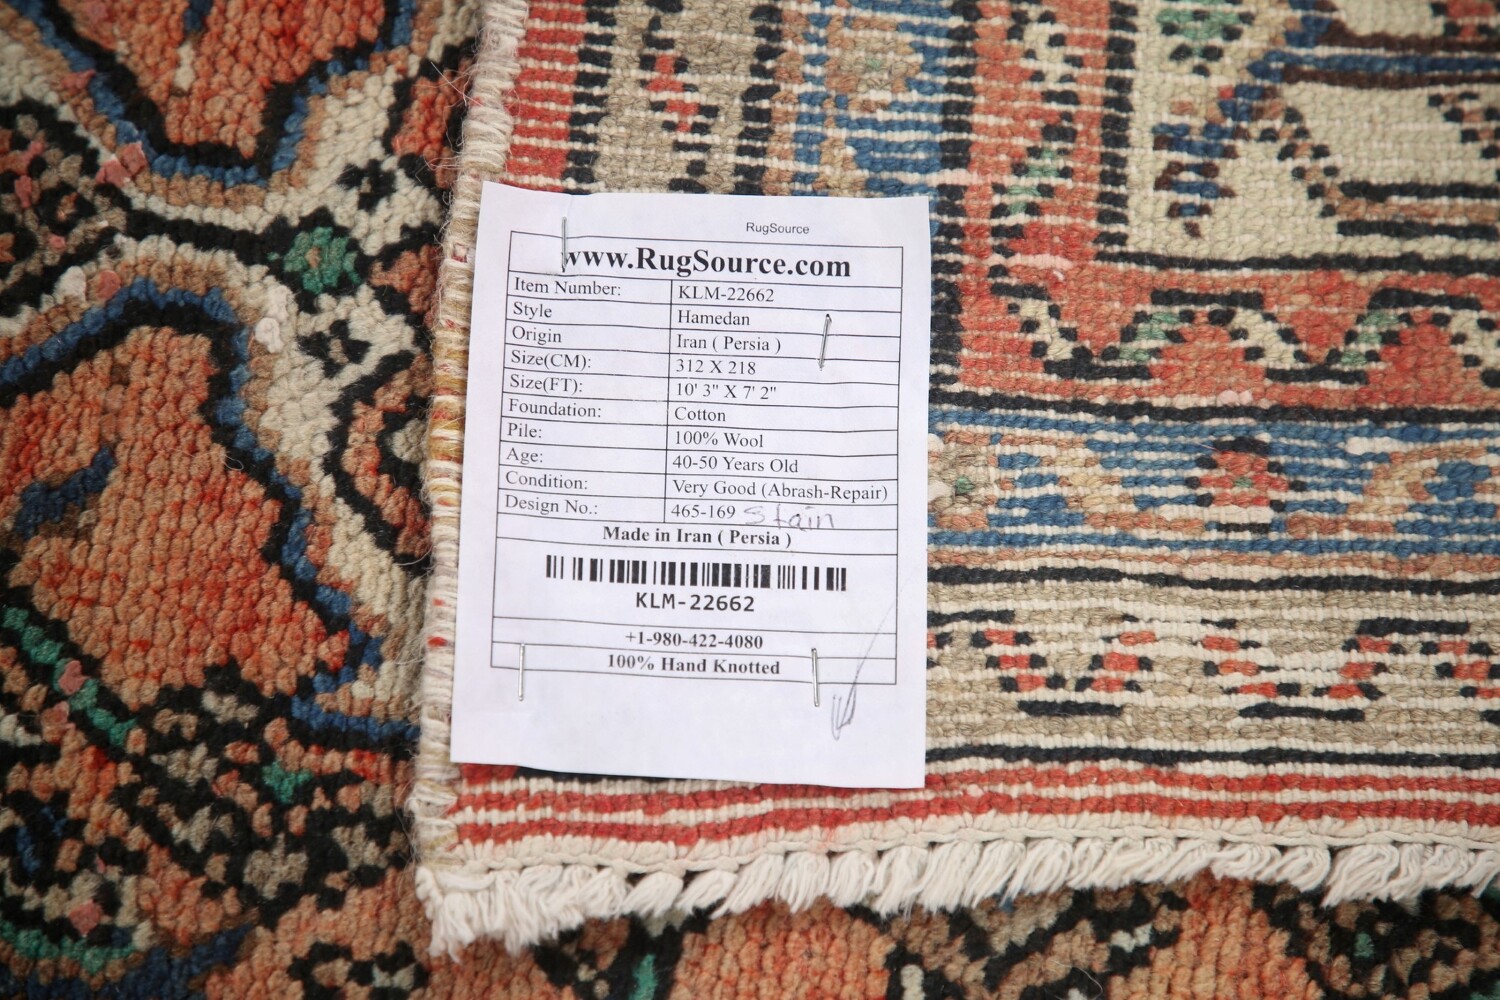 RugSource
www.RugSource.com
Item Number: KLM-22662
Style Hamedan
Origin Iran ( Persia )
Size(CM): 312 X 218
Size(FT): 10' 3" X 7' 2"
Foundation: Cotton
Pile: 100% Wool
Age: 40-50 Years Old
Condition: Very Good (Abrash-Repair)
Design No.: 465-169 Stain
Made in Iran ( Persia )
KLM-22662
+1-980-422-4080
100% Hand Knotted